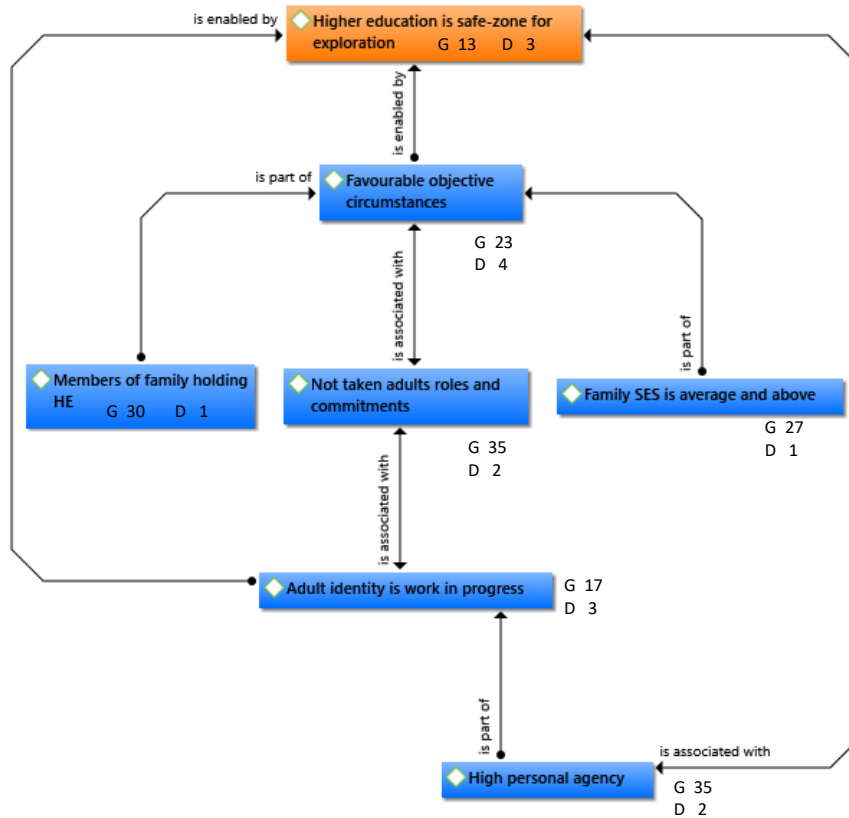 is enabled by
Higher education is safe-zone for
exploration G 13 D 3
is enabled by
is part of
Favourable objective
circumstances
G 23
D 4
is associated with
is part of
Members of family holding
HE G 30 D 1
Not taken adults roles and
commitments
G 35
D 2
Family SES is average and above
G 27
D 1
is associated with
Adult identity is work in progress
G 17
D 3
is part of
is associated with
High personal agency
G 35
D 2